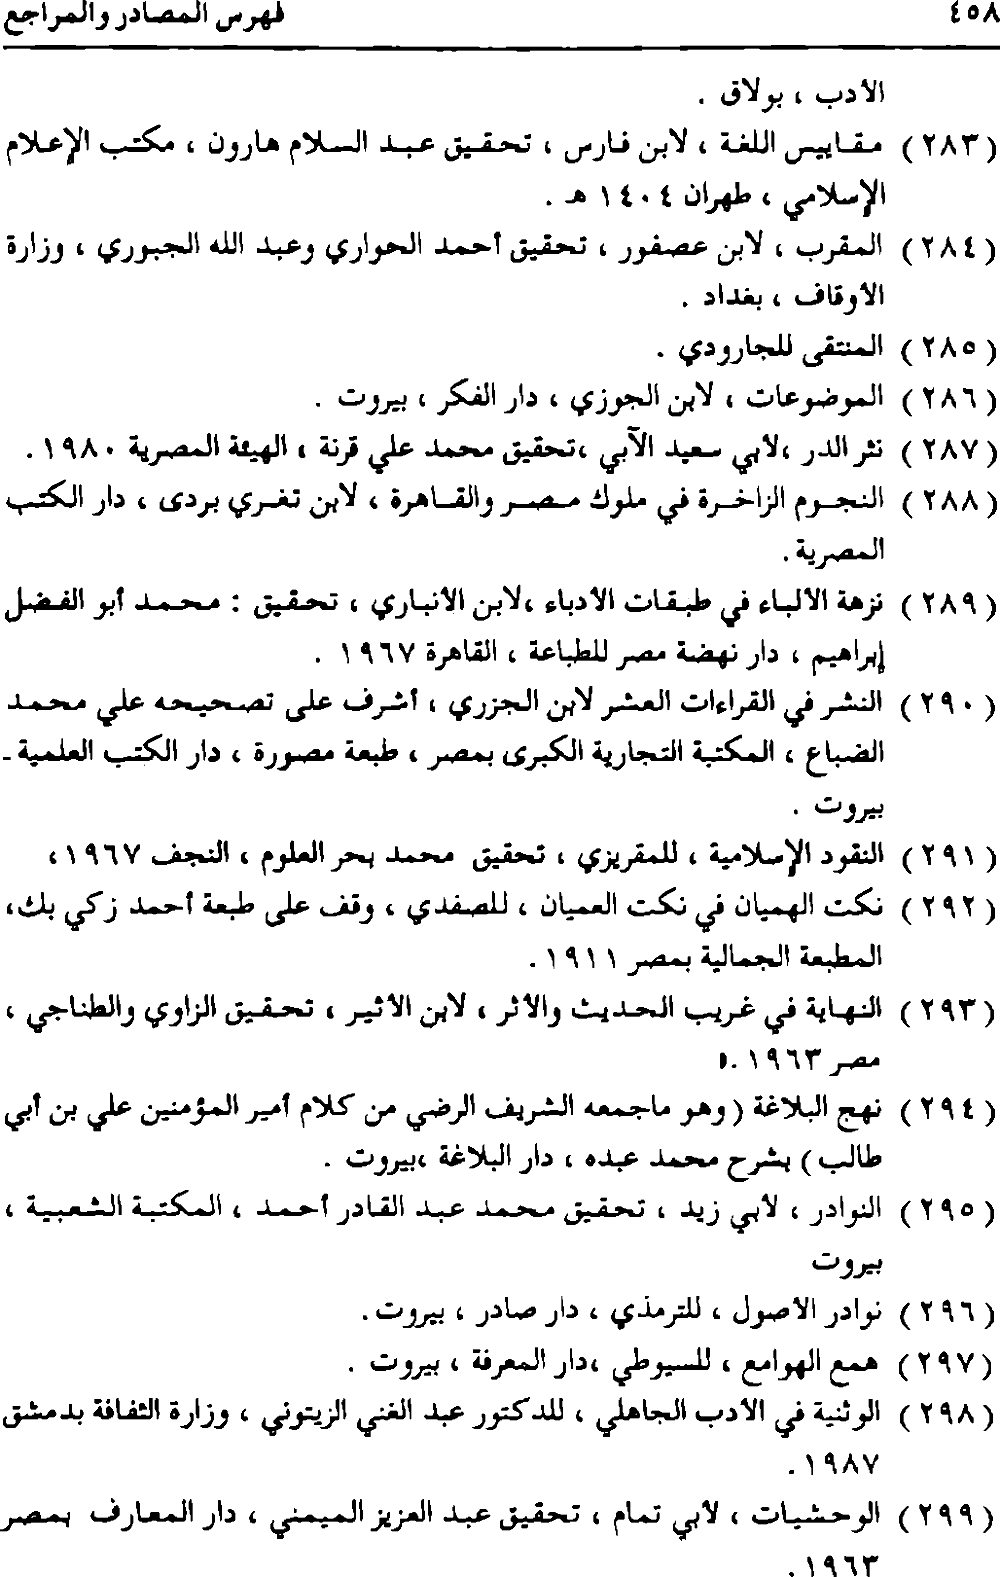 ٤٥٨ فهرس المصادر والمراجع
الأدب ، بولاق .
( ٢٨٣ ) مقاييس اللغة ، لابن فارس ، تحقيق عبد السلام هارون ، مكتب الإعلام
الإسلامي ، طهران ١٤٠٤ هـ .
( ٢٨٤ ) المقرب ، لابن عصفور ، تحقيق أحمد الحواري وعبد الله الجبوري ، وزارة
الأوقاف ، بغداد .
( ٢٨٥ ) المنتقى للجارودي .
( ٢٨٦ ) الموضوعات ، لابن الجوزي ، دار الفكر ، بيروت .
( ٢٨٧ ) نثر الدر ،لأبي سعيد الآبي ،تحقيق محمد علي قرنة ، الهيئة المصرية ١٩٨٠ .
( ٢٨٨ ) النجوم الزاخرة في ملوك مصر والقاهرة ، لابن تغري بردى ، دار الكتب
المصرية .
( ٢٨٩ ) نزهة الألباء في طبقات الأدباء ،لابن الأنباري ، تحقيق : محمد أبو الفضل
إبراهيم ، دار نهضة مصر للطباعة ، القاهرة ١٩٦٧ .
( ٢٩٠ ) النشر في القراءات العشر لابن الجزري ، أشرف على تصحيحه علي محمد
الضباع ، المكتبة التجارية الكبرى بمصر ، طبعة مصورة ، دار الكتب العلمية ـ
بيروت .
( ٢٩١ ) النقود الإسلامية ، للمقريزي ، تحقيق محمد بحر العلوم ، النجف ١٩٦٧ ،
( ٢٩٢ ) نكت الهميان في نكت العميان ، للصفدي ، وقف على طبعة أحمد زكي بك،
المطبعة الجمالية بمصر ١٩١١ .
( ٢٩٣ ) النهاية في غريب الحديث والأثر ، لابن الأثير ، تحقيق الزاوي والطناحي ،
مصر ١٩٦٣ .
( ٢٩٤ ) نهج البلاغة ( وهو ماجمعه الشريف الرضي من كلام أمير المؤمنين علي بن أبي
طالب ) بشرح محمد عبده ، دار البلاغة ،بيروت .
( ٢٩٥ ) النوادر ، لأبي زيد ، تحقيق محمد عبد القادر أحمد ، المكتبة الشعبية ،
بيروت
( ٢٩٦ ) نوادر الأصول ، للترمذي ، دار صادر ، بيروت .
( ٢٩٧ ) همع الهوامع ، للسيوطي ،دار المعرفة ، بيروت .
( ٢٩٨ ) الوثنية في الأدب الجاهلي ، للدكتور عبد الغني الزيتوني ، وزارة الثفافة بدمشق
١٩٨٧ .
( ٢٩٩ ) الوحشيات ، لأبي تمام ، تحقيق عبد العزيز الميمني ، دار المعارف بمصر
١٩٦٣ .